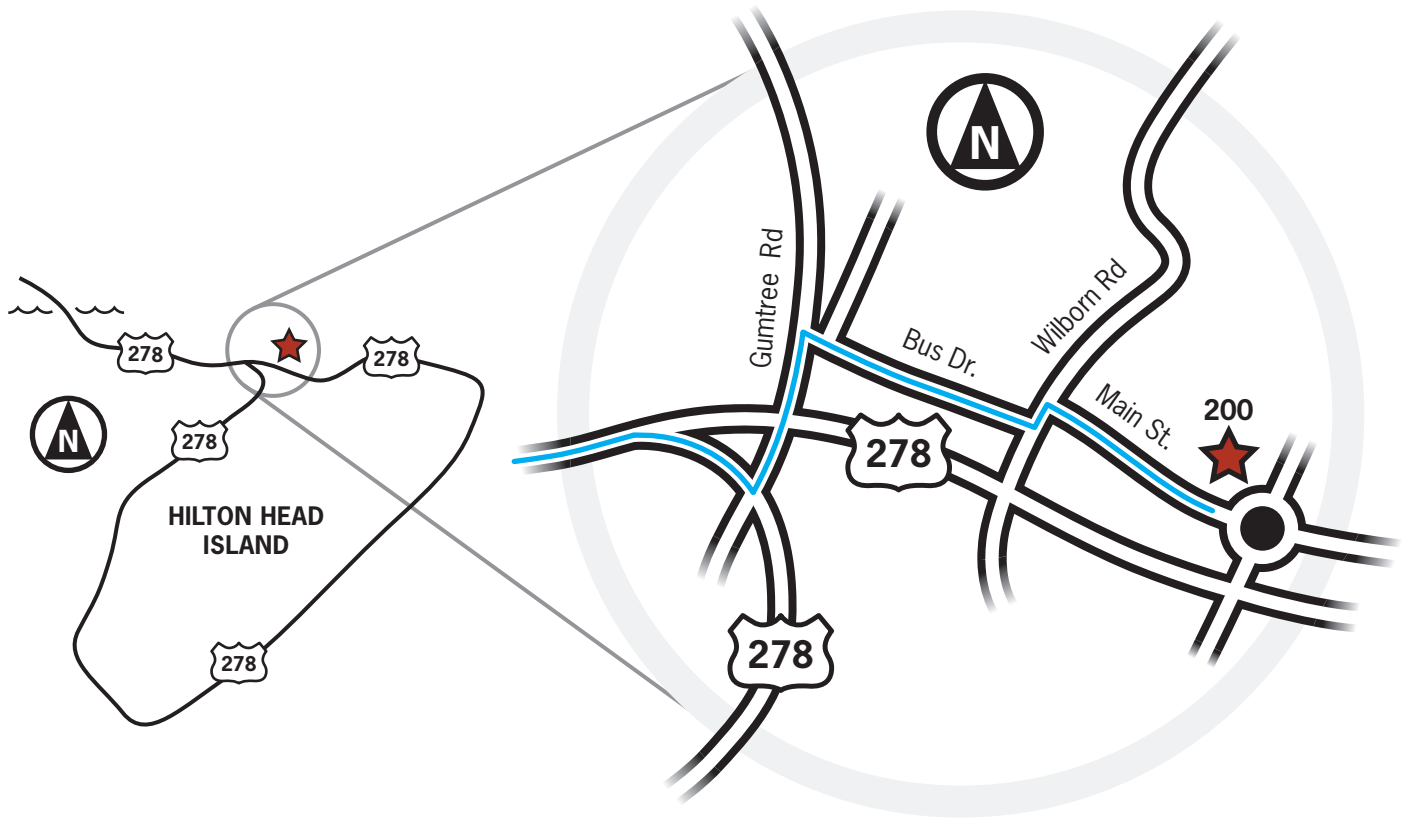 278
278
278
N
HILTON HEAD
ISLAND
278
N
Gumtree Rd
Bus Dr.
Wilborn Rd
Main St.
200
278
278